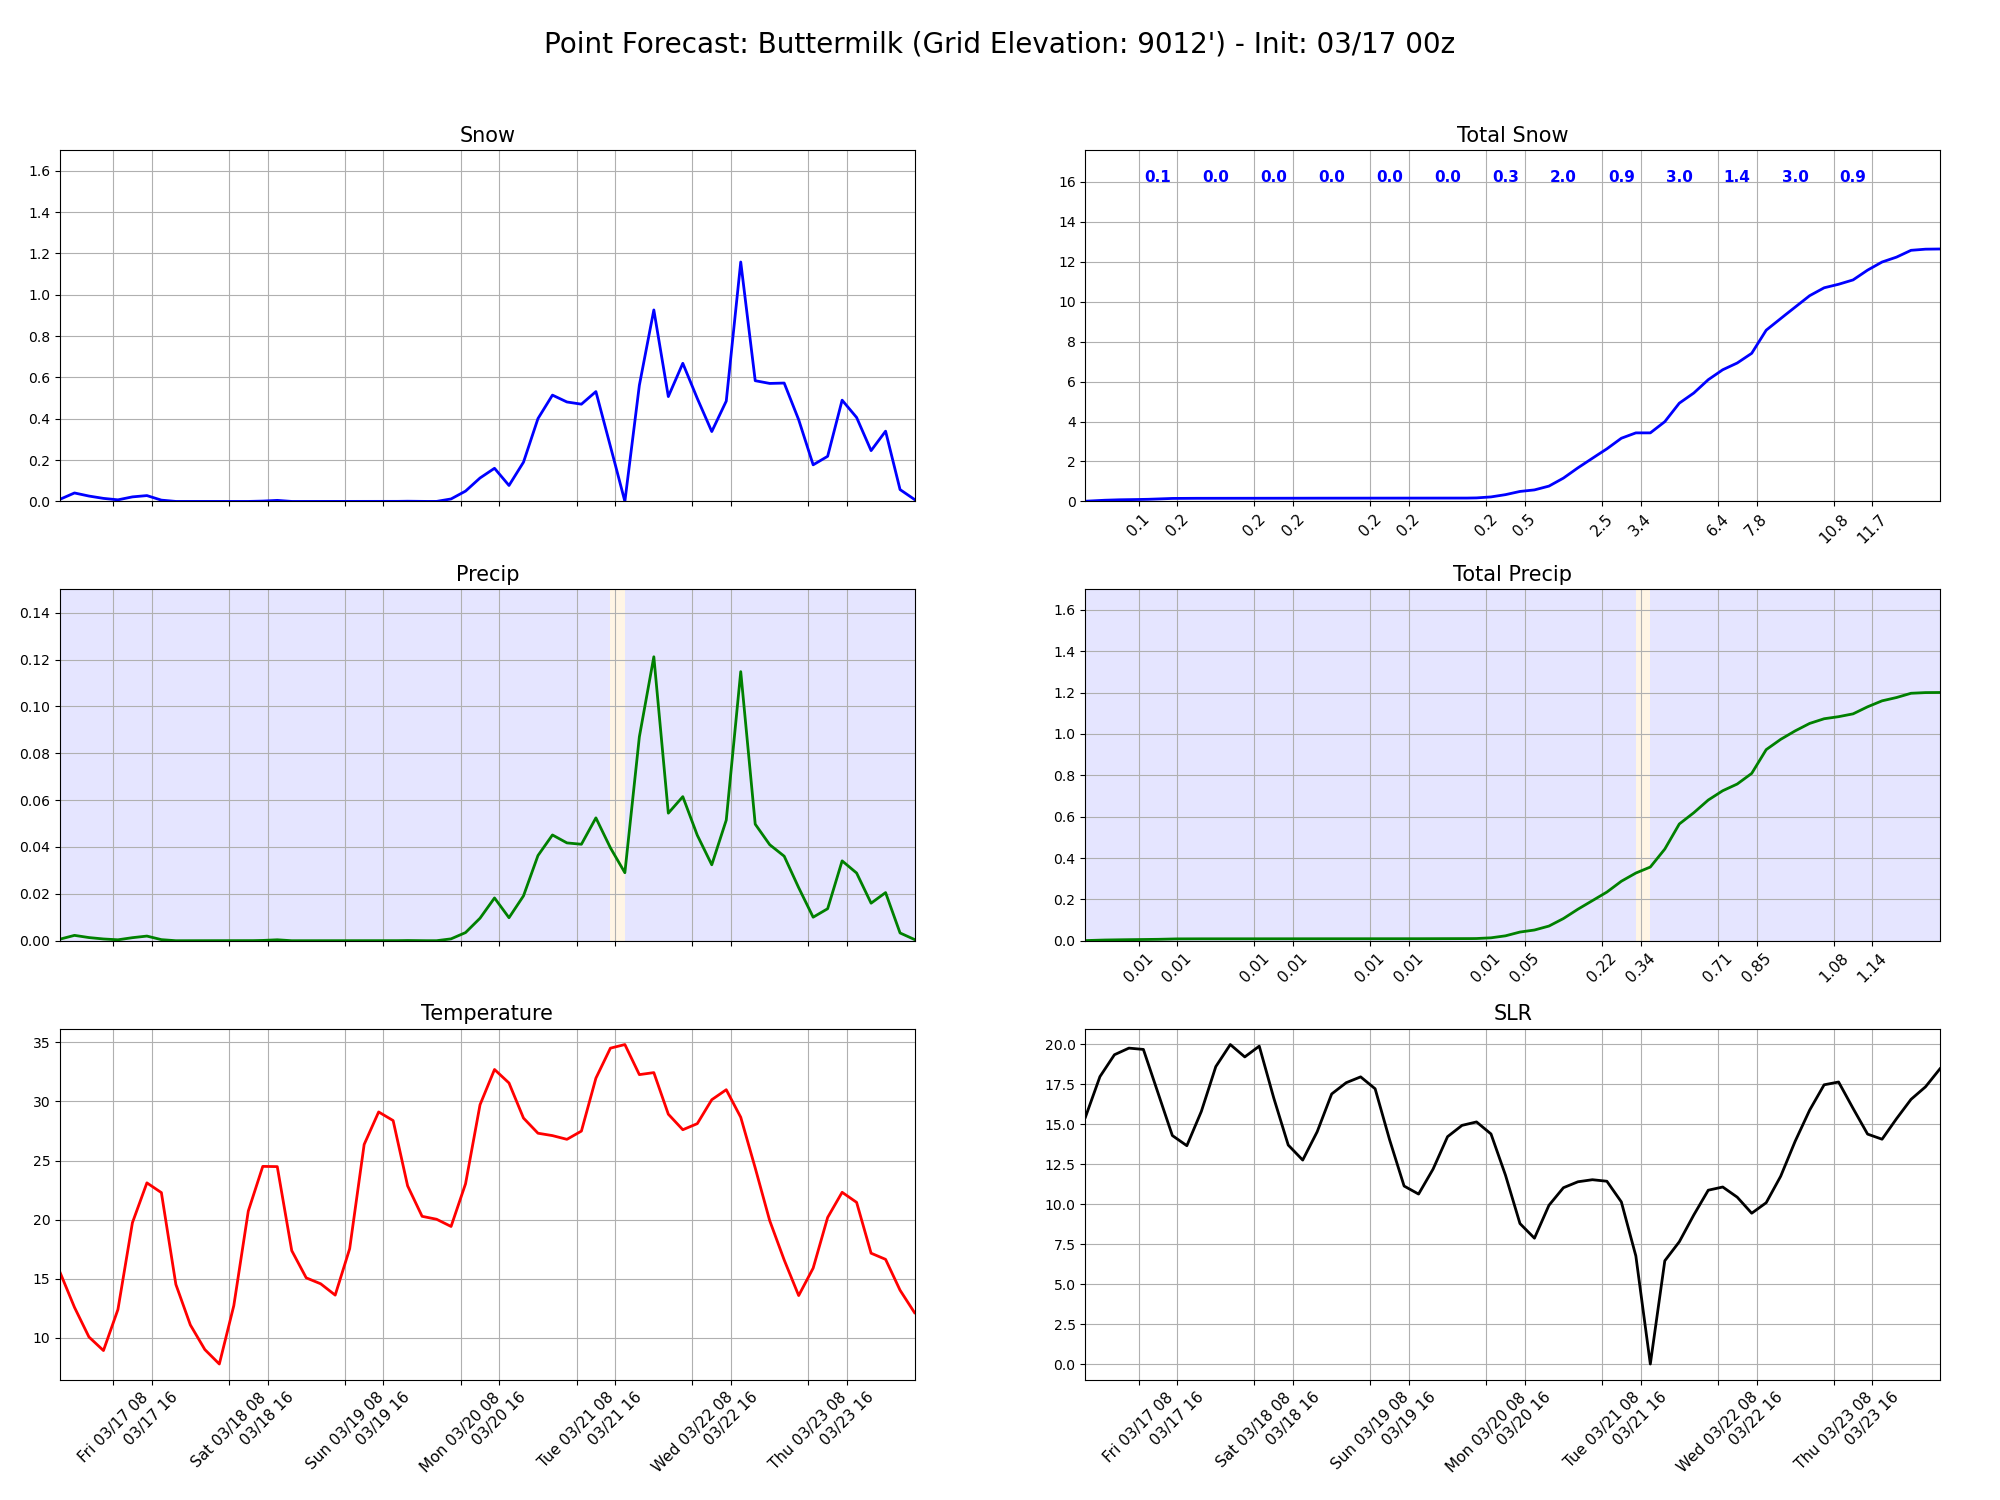 Point Forecast: Buttermilk (Grid Elevation: 9012') - Init: 03/17 00z
Snow
1.6
1.4
1.2
1.0
0.8
0.6
0.4
0.2
0.0
Total Snow
0.1 0.0 0.0 0.0 0.0 0.0 0.3 2.0 0.9 3.0 1.4 3.0 0.9
16
14
12
10
8
6
4
2
0
0.1 0.2 0.2 0.2 0.2 0.2 0.2 0.5 2.5 3.4 6.4 7.8 10.8 11.7
Precip
0.14
0.12
0.10
0.08
0.06
0.04
0.02
0.00
Total Precip
1.6
1.4
1.2
1.0
0.8
0.6
0.4
0.2
0.0
0.01 0.01 0.01 0.01 0.01 0.01 0.01 0.05 0.22 0.34 0.71 0.85 1.08 1.14
Temperature
35
30
25
20
15
10
Fri 03/17 08
03/17 16
Sat 03/18 08
03/18 16
Sun 03/19 08
03/19 16
Mon 03/20 08
03/20 16
Tue 03/21 08
03/21 16
Wed 03/22 08
03/22 16
Thu 03/23 08
03/23 16
SLR
20.0
17.5
15.0
12.5
10.0
7.5
5.0
2.5
0.0
Fri 03/17 08
03/17 16
Sat 03/18 08
03/18 16
Sun 03/19 08
03/19 16
Mon 03/20 08
03/20 16
Tue 03/21 08
03/21 16
Wed 03/22 08
03/22 16
Thu 03/23 08
03/23 16